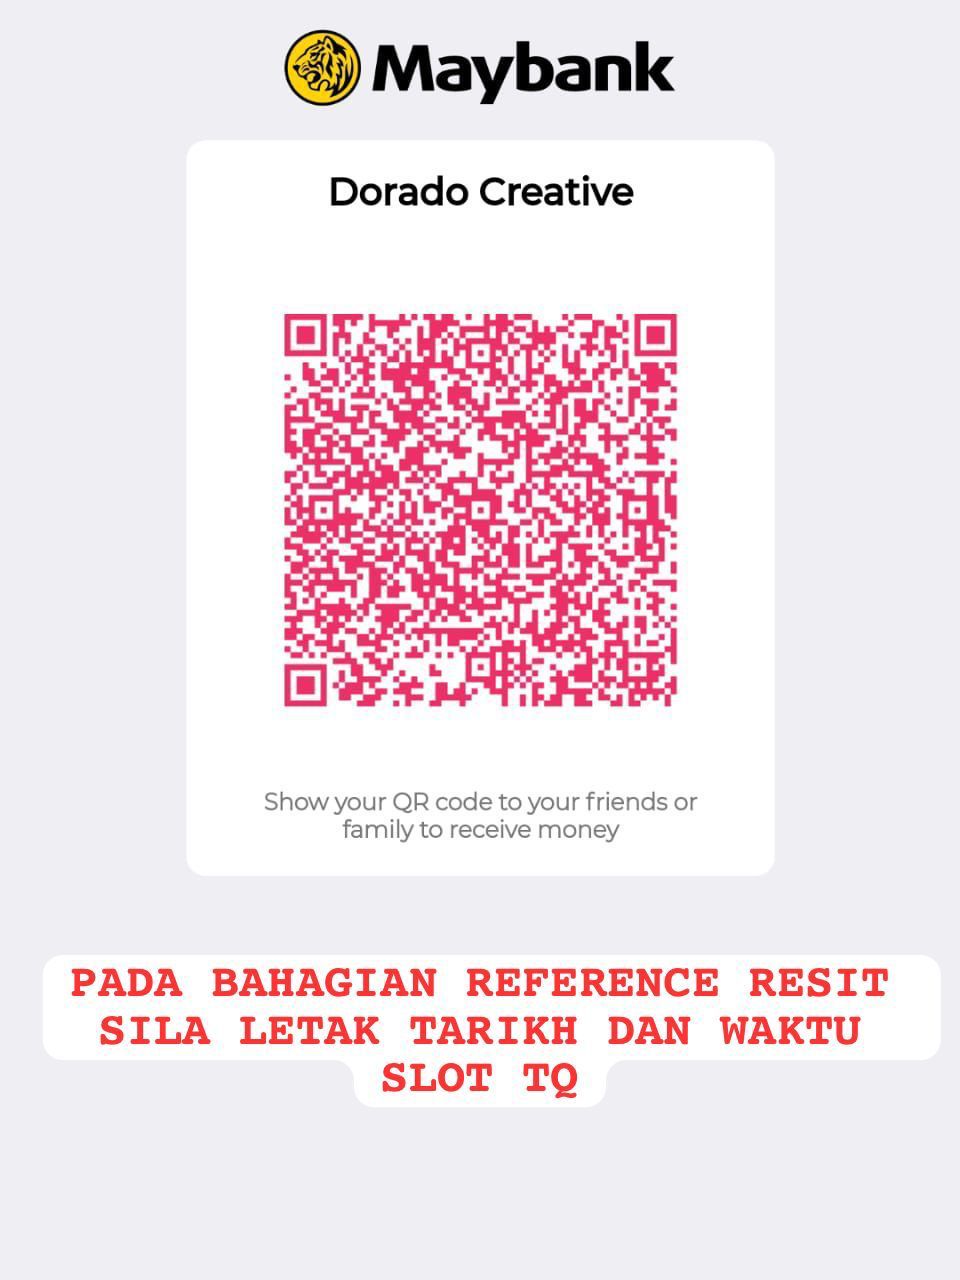 Maybank
Dorado Creative
Show your QR code to your friends or
family to receive money
PADA BAHAGIAN REFERENCE RESIT
SILA LETAK TARIKH DAN WAKTU
SLOT TQ